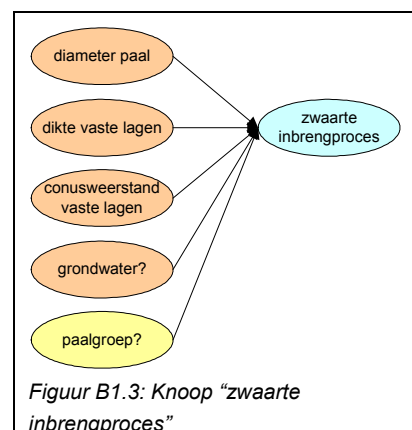 diameter paal
dikte vaste lagen
zwaarte
inbrengproces
conusweerstand
vaste lagen
grondwater?
paalgroep?
Figuur B1.3: Knoop “zwaarte
inbrengproces”